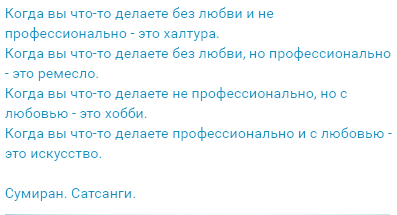 Когда вы что-то делаете без любви и не
профессионально - это халтура.
Когда вы что-то делаете без любви, но профессионально
- это ремесло.
Когда вы что-то делаете не профессионально, но с
любовью - это хобби.
Когда вы что-то делаете профессионально и с любовью -
это искусство.
Сумиран. Сатсанги.